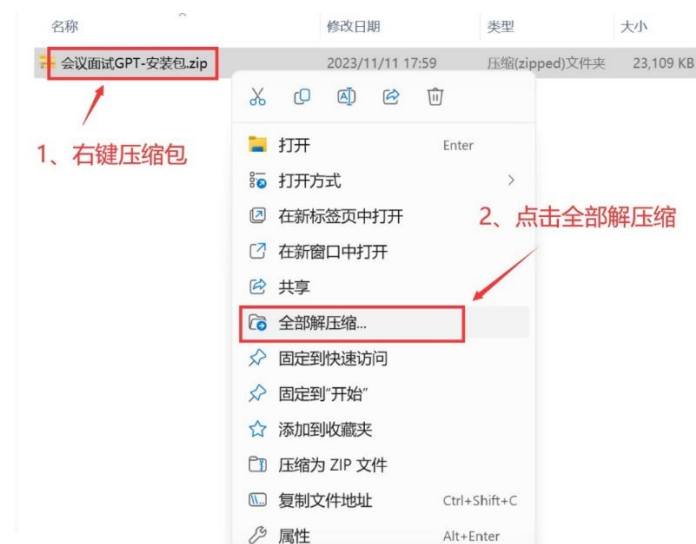 名称 修改日期 类型 大小
会议面试GPT-安装包.zip 2023/11/11 17:59 压缩(zipped)文件夹 23,109 KB
1、右键压缩包
打开 Enter
打开方式
在新标签页中打开
2、点击全部解压缩
在新窗口中打开
共享
全部解压缩...
固定到快速访问
固定到"开始"
添加到收藏夹
压缩为 ZIP 文件
复制文件地址 Ctrl+Shift+C
属性 Alt+Enter